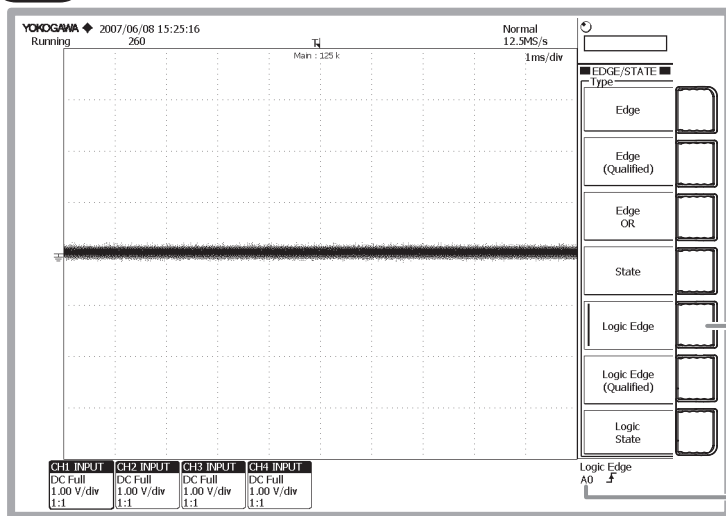 YOKOGAWA ◆ 2007/06/08 15:25:16
Running 260
Normal
12.5MS/s
T
Main : 125 k
1ms/div
EDGE/STATE
Type
Edge
Edge
(Qualified)
Edge
OR
State
Logic Edge
Logic Edge
(Qualified)
Logic
State
Logic Edge
A0
CH1 INPUT
DC Full
1.00 V/div
1:1
CH2 INPUT
DC Full
1.00 V/div
1:1
CH3 INPUT
DC Full
1.00 V/div
1:1
CH4 INPUT
DC Full
1.00 V/div
1:1